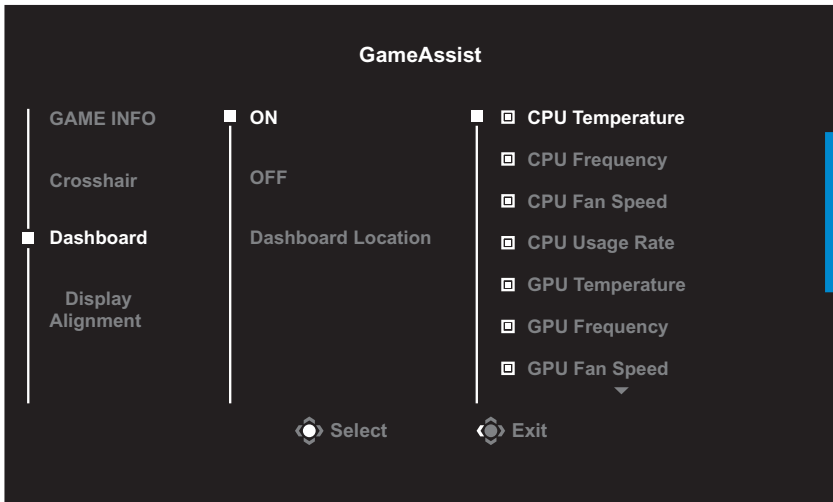 GameAssist
GAME INFO
Crosshair
Dashboard
Display
Alignment
ON
OFF
Dashboard Location
CPU Temperature
CPU Frequency
CPU Fan Speed
CPU Usage Rate
GPU Temperature
GPU Frequency
GPU Fan Speed
Select
Exit